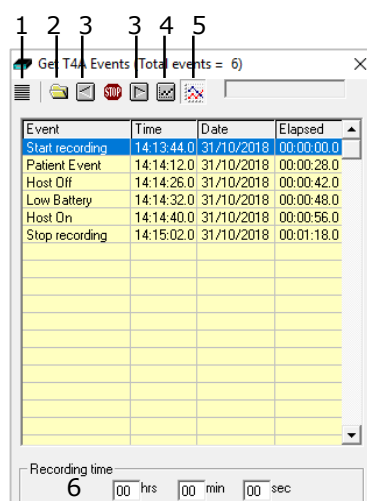 1 2 3 3 4 5
Get T4A Events (Total events = 6)
STOP
Event Time Date Elapsed
Start recording 14:13:44.0 31/10/2018 00:00:00.0
Patient Event 14:14:12.0 31/10/2018 00:00:28.0
Host Off 14:14:26.0 31/10/2018 00:00:42.0
Low Battery 14:14:32.0 31/10/2018 00:00:48.0
Host On 14:14:40.0 31/10/2018 00:00:56.0
Stop recording 14:15:02.0 31/10/2018 00:01:18.0
Recording time
6 00 hrs 00 min 00 sec